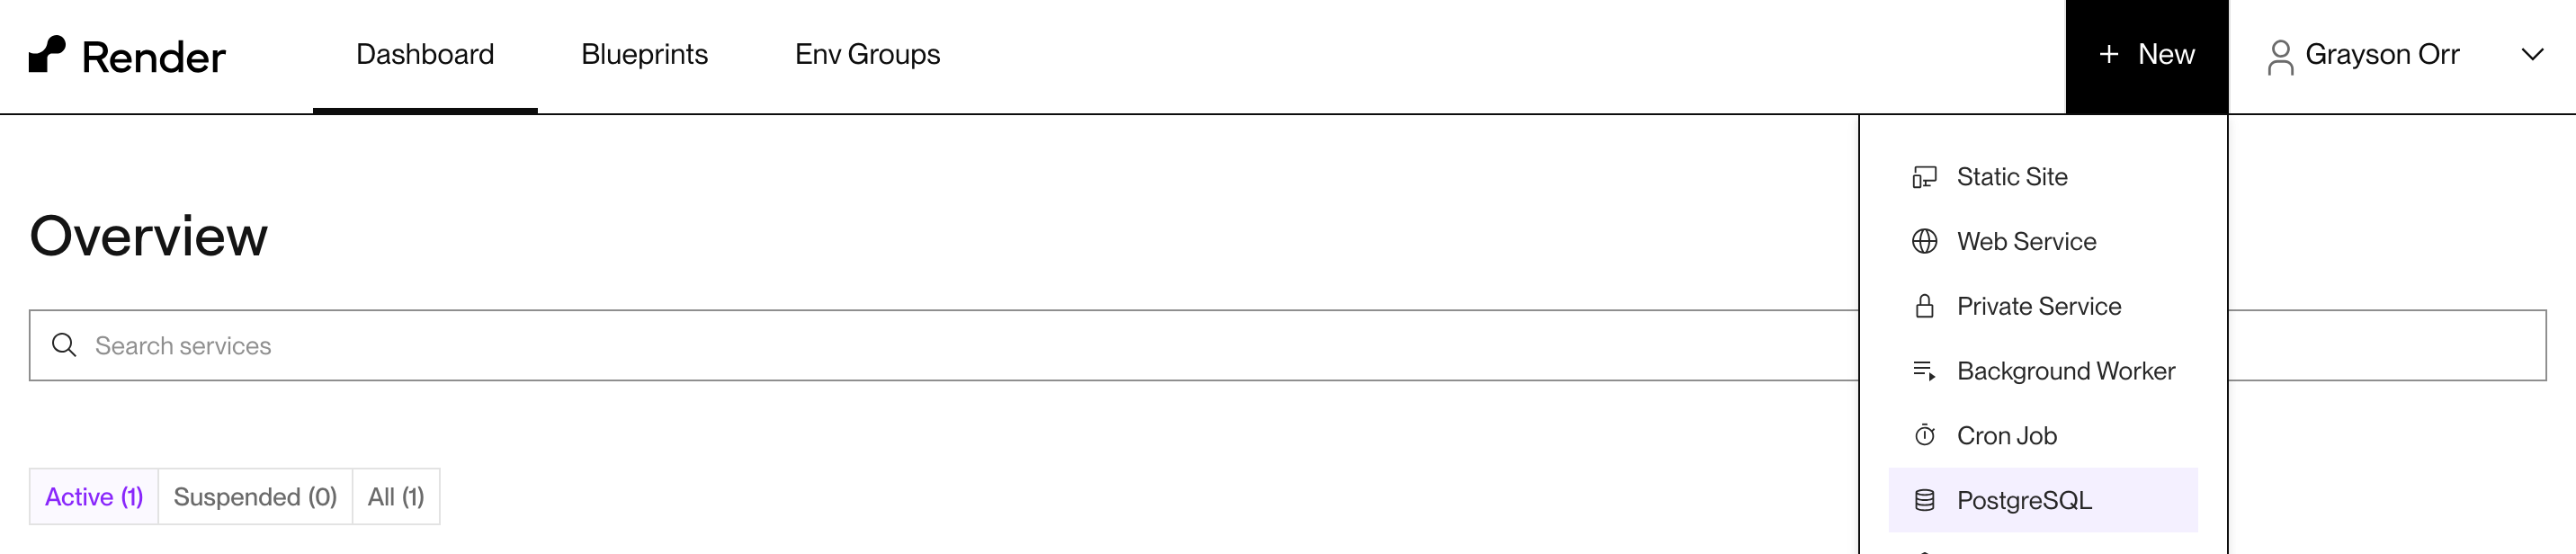 Render
Dashboard
Blueprints
Env Groups
+ New
Grayson Orr
Static Site
Overview
Web Service
Private Service
Search services
Background Worker
Cron Job
Active (1)
Suspended (0)
All (1)
PostgreSQL